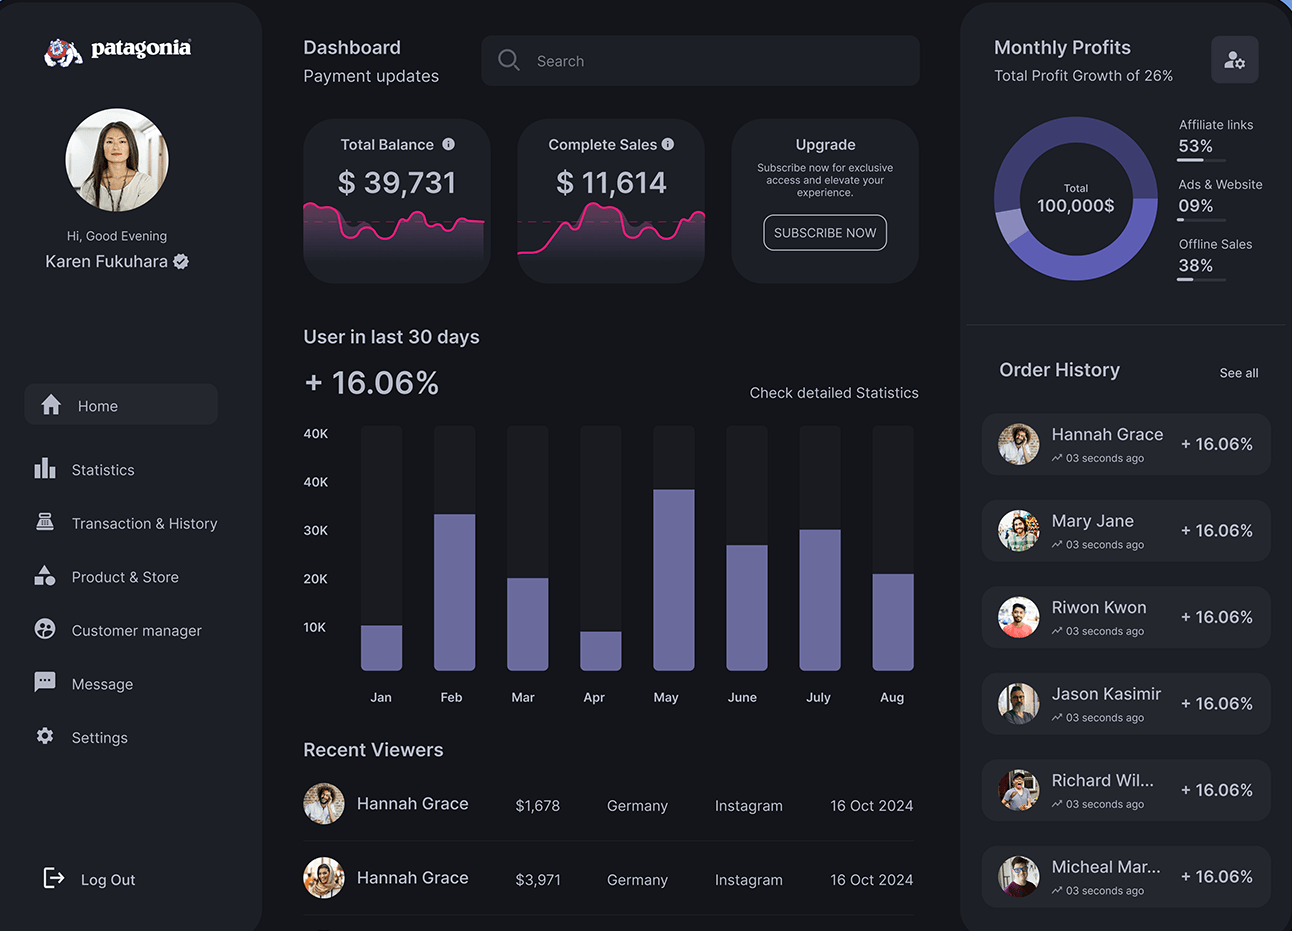 patagonia
Hi, Good Evening
Karen Fukuhara
Home
Statistics
Transaction & History
Product & Store
Customer manager
Message
Settings
Log Out
Dashboard
Payment updates
Search
Total Balance
$ 39,731
Complete Sales
$ 11,614
Upgrade
Subscribe now for exclusive
access and elevate your
experience.
SUBSCRIBE NOW
User in last 30 days
+ 16.06%
Check detailed Statistics
40K
40K
30K
20K
10K
Jan Feb Mar Apr May June July Aug
Recent Viewers
Hannah Grace $1,678 Germany Instagram 16 Oct 2024
Hannah Grace $3,971 Germany Instagram 16 Oct 2024
Monthly Profits
Total Profit Growth of 26%
Total
100,000$
Affiliate links
53%
Ads & Website
09%
Offline Sales
38%
Order History
See all
Hannah Grace
03 seconds ago
+ 16.06%
Mary Jane
03 seconds ago
+ 16.06%
Riwon Kwon
03 seconds ago
+ 16.06%
Jason Kasimir
03 seconds ago
+ 16.06%
Richard Wil...
03 seconds ago
+ 16.06%
Micheal Mar...
03 seconds ago
+ 16.06%